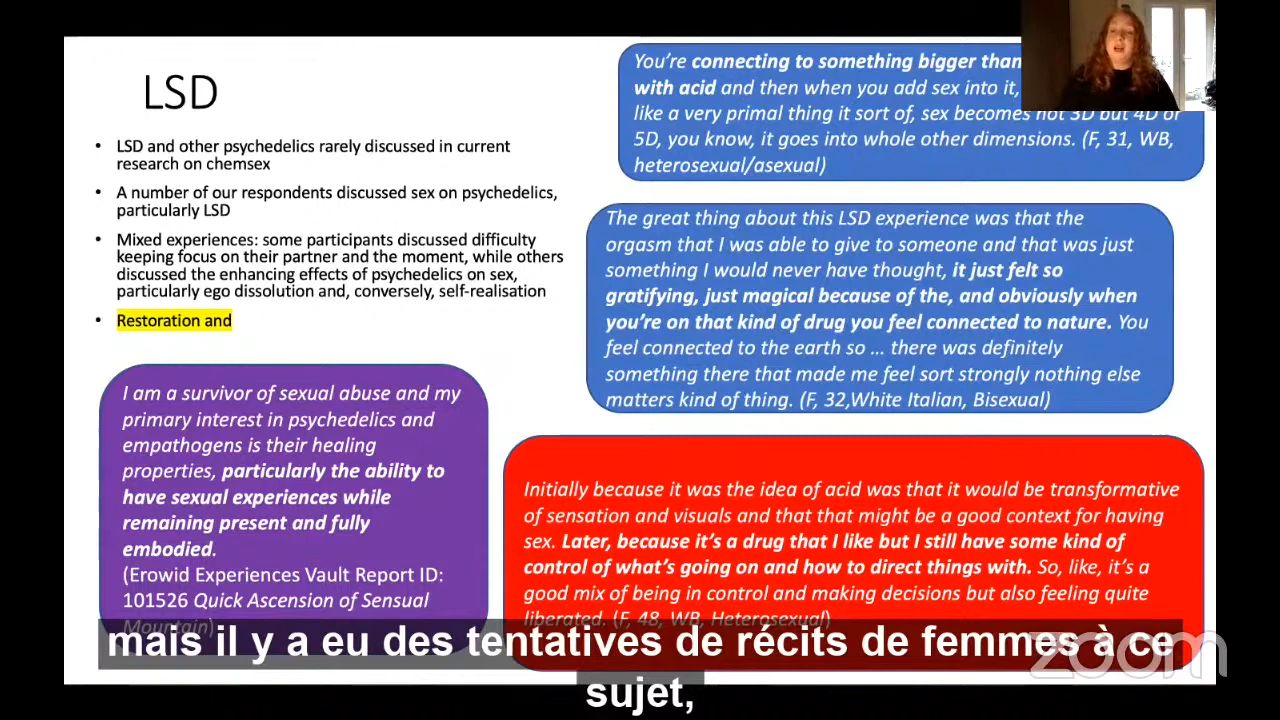 LSD
• LSD and other psychedelics rarely discussed in current
research on chemsex
• A number of our respondents discussed sex on psychedelics,
particularly LSD
• Mixed experiences: some participants discussed difficulty
keeping focus on their partner and the moment, while others
discussed the enhancing effects of psychedelics on sex,
particularly ego dissolution and, conversely, self-realisation
• Restoration and
You're connecting to something bigger than
with acid and then when you add sex into it,
like a very primal thing it sort of, sex becomes not 3D but 4D or
5D, you know, it goes into whole other dimensions. (F, 31, WB,
heterosexual/asexual)
The great thing about this LSD experience was that the
orgasm that I was able to give to someone and that was just
something I would never have thought, it just felt so
gratifying, just magical because of the, and obviously when
you're on that kind of drug you feel connected to nature. You
feel connected to the earth so … there was definitely
something there that made me feel sort strongly nothing else
matters kind of thing. (F, 32,White Italian, Bisexual)
I am a survivor of sexual abuse and my
primary interest in psychedelics and
empathogens is their healing
properties, particularly the ability to
have sexual experiences while
remaining present and fully
embodied.
(Erowid Experiences Vault Report ID:
101526 Quick Ascension of Sensual
Mountain)
Initially because it was the idea of acid was that it would be transformative
of sensation and visuals and that that might be a good context for having
sex. Later, because it's a drug that I like but I still have some kind of
control of what's going on and how to direct things with. So, like, it's a
good mix of being in control and making decisions but also feeling quite
liberated. (F, 48, WB, Heterosexual)
mais il y a eu des tentatives de récits de femmes à ce
sujet,
zoom